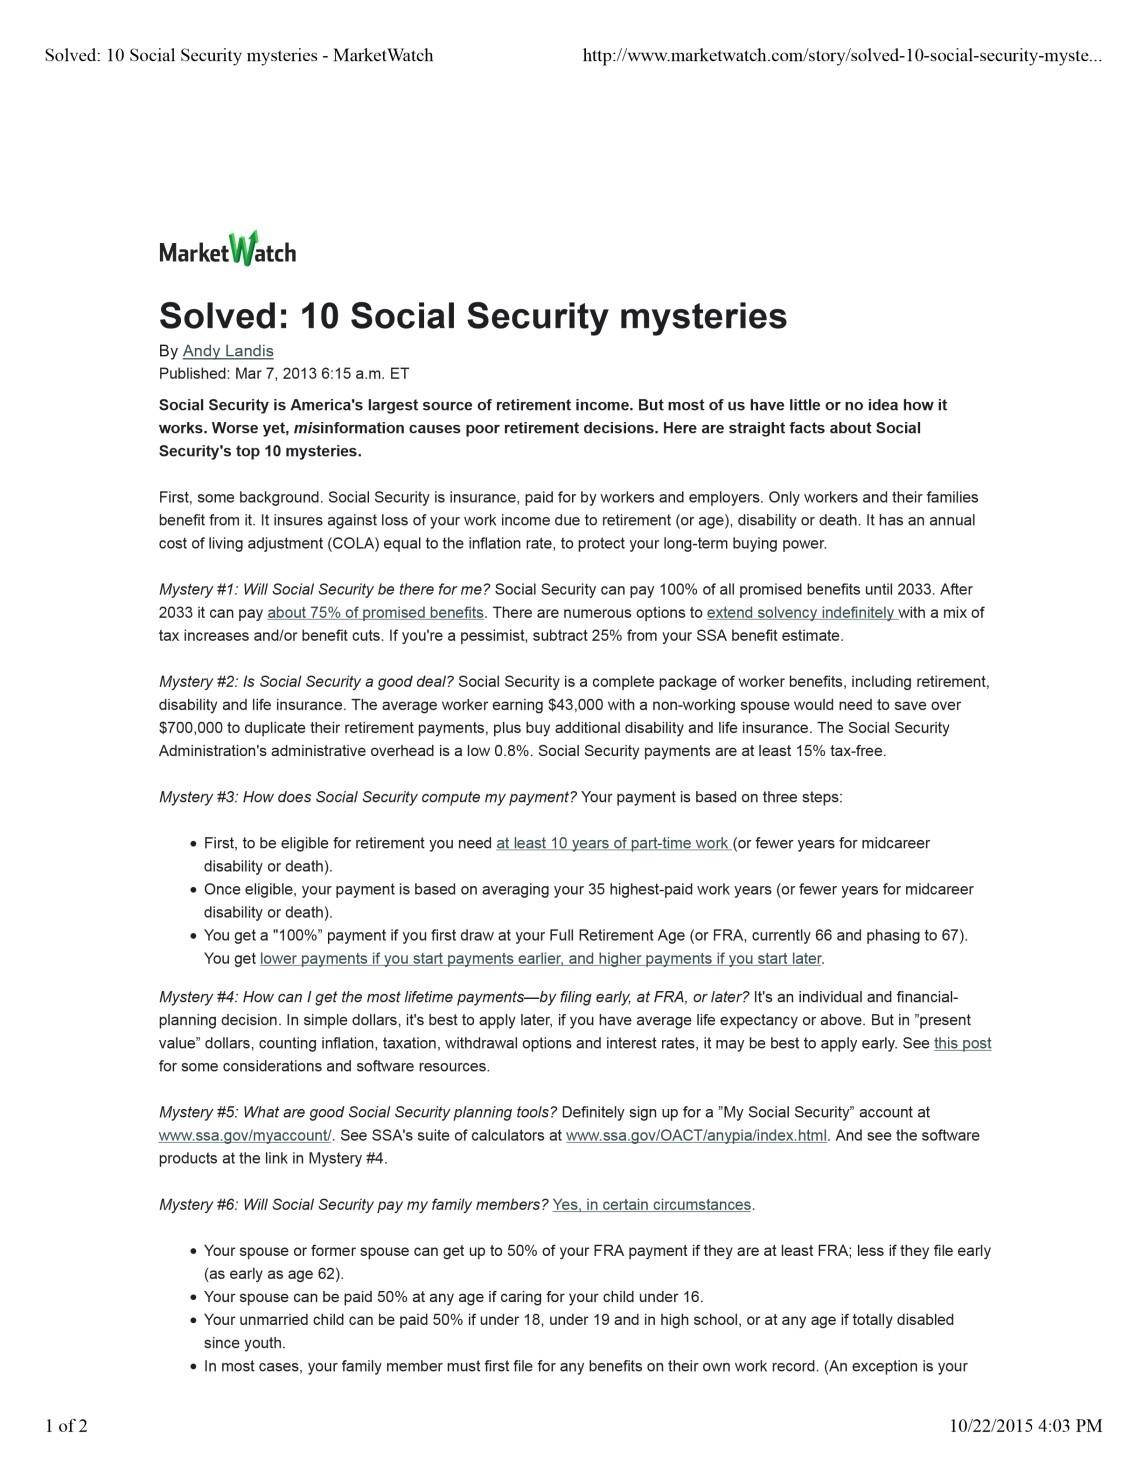 Solved: 10 Social Security mysteries - MarketWatch
http://www.marketwatch.com/story/solved-10-social-security-myste...
MarketWatch
Solved: 10 Social Security mysteries
By Andy Landis
Published: Mar 7, 2013 6:15 a.m. ET
Social Security is America's largest source of retirement income. But most of us have little or no idea how it
works. Worse yet, misinformation causes poor retirement decisions. Here are straight facts about Social
Security's top 10 mysteries.
First, some background. Social Security is insurance, paid for by workers and employers. Only workers and their families
benefit from it. It insures against loss of your work income due to retirement (or age), disability or death. It has an annual
cost of living adjustment (COLA) equal to the inflation rate, to protect your long-term buying power.
Mystery #1: Will Social Security be there for me? Social Security can pay 100% of all promised benefits until 2033. After
2033 it can pay about 75% of promised benefits. There are numerous options to extend solvency indefinitely with a mix of
tax increases and/or benefit cuts. If you're a pessimist, subtract 25% from your SSA benefit estimate.
Mystery #2: Is Social Security a good deal? Social Security is a complete package of worker benefits, including retirement,
disability and life insurance. The average worker earning $43,000 with a non-working spouse would need to save over
$700,000 to duplicate their retirement payments, plus buy additional disability and life insurance. The Social Security
Administration's administrative overhead is a low 0.8%. Social Security payments are at least 15% tax-free.
Mystery #3: How does Social Security compute my payment? Your payment is based on three steps:
• First, to be eligible for retirement you need at least 10 years of part-time work (or fewer years for midcareer
disability or death).
• Once eligible, your payment is based on averaging your 35 highest-paid work years (or fewer years for midcareer
disability or death).
• You get a "100%” payment if you first draw at your Full Retirement Age (or FRA, currently 66 and phasing to 67).
You get lower payments if you start payments earlier, and higher payments if you start later.
Mystery #4: How can I get the most lifetime payments—by filing early, at FRA, or later? It's an individual and financial-
planning decision. In simple dollars, it's best to apply later, if you have average life expectancy or above. But in ”present
value” dollars, counting inflation, taxation, withdrawal options and interest rates, it may be best to apply early. See this post
for some considerations and software resources.
Mystery #5: What are good Social Security planning tools? Definitely sign up for a ”My Social Security” account at
www.ssa.gov/myaccount/. See SSA's suite of calculators at www.ssa.gov/OACT/anypia/index.html. And see the software
products at the link in Mystery #4.
Mystery #6: Will Social Security pay my family members? Yes, in certain circumstances.
• Your spouse or former spouse can get up to 50% of your FRA payment if they are at least FRA; less if they file early
(as early as age 62).
• Your spouse can be paid 50% at any age if caring for your child under 16.
• Your unmarried child can be paid 50% if under 18, under 19 and in high school, or at any age if totally disabled
since youth.
• In most cases, your family member must first file for any benefits on their own work record. (An exception is your
1 of 2
10/22/2015 4:03 PM